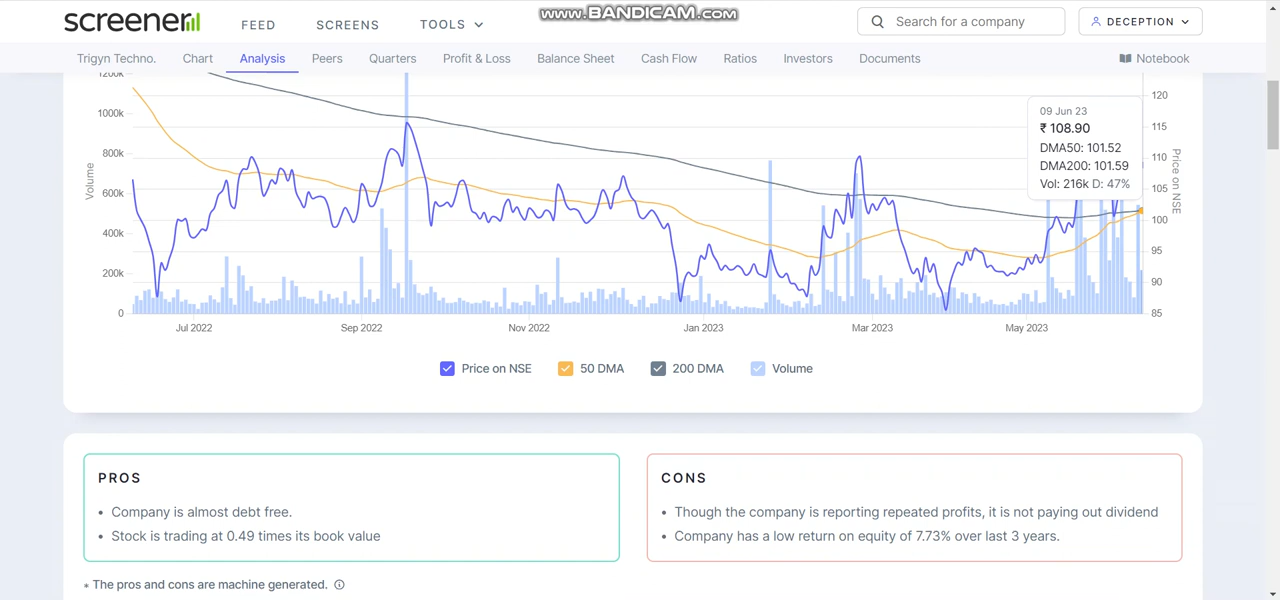 www.BANDICAM.com
screener
FEED
SCREENS
TOOLS
Search for a company
DECEPTION
Trigyn Techno.
Chart
Analysis
Peers
Quarters
Profit & Loss
Balance Sheet
Cash Flow
Ratios
Investors
Documents
Notebook
1200k
1000k
800k
600k
400k
200k
0
Volume
120
115
110
105
100
95
90
85
Price on NSE
09 Jun 23
₹ 108.90
DMA50: 101.52
DMA200: 101.59
Vol: 216k D: 47%
Jul 2022
Sep 2022
Nov 2022
Jan 2023
Mar 2023
May 2023
Price on NSE
50 DMA
200 DMA
Volume
PROS
• Company is almost debt free.
• Stock is trading at 0.49 times its book value
CONS
• Though the company is reporting repeated profits, it is not paying out dividend
• Company has a low return on equity of 7.73% over last 3 years.
* The pros and cons are machine generated.